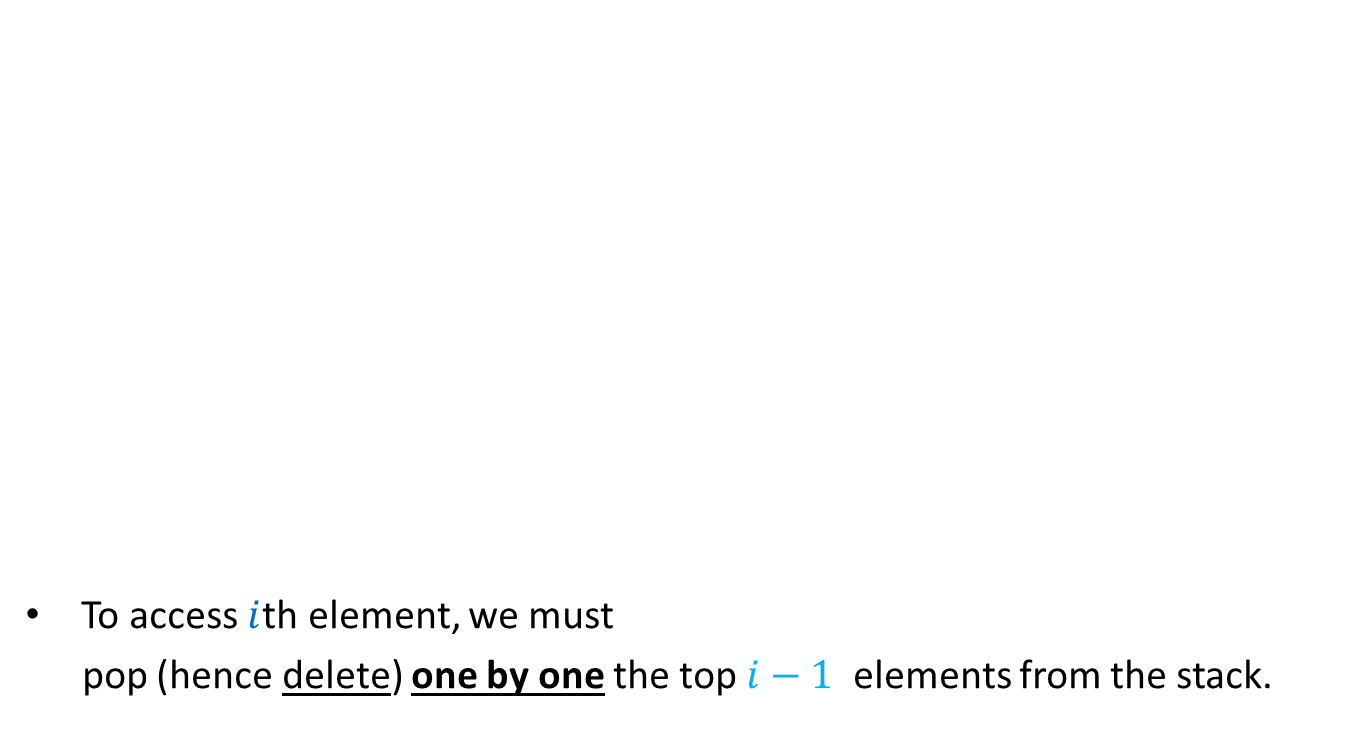 • To access 𝑖th element, we must
pop (hence delete) one by one the top 𝑖 − 1 elements from the stack.